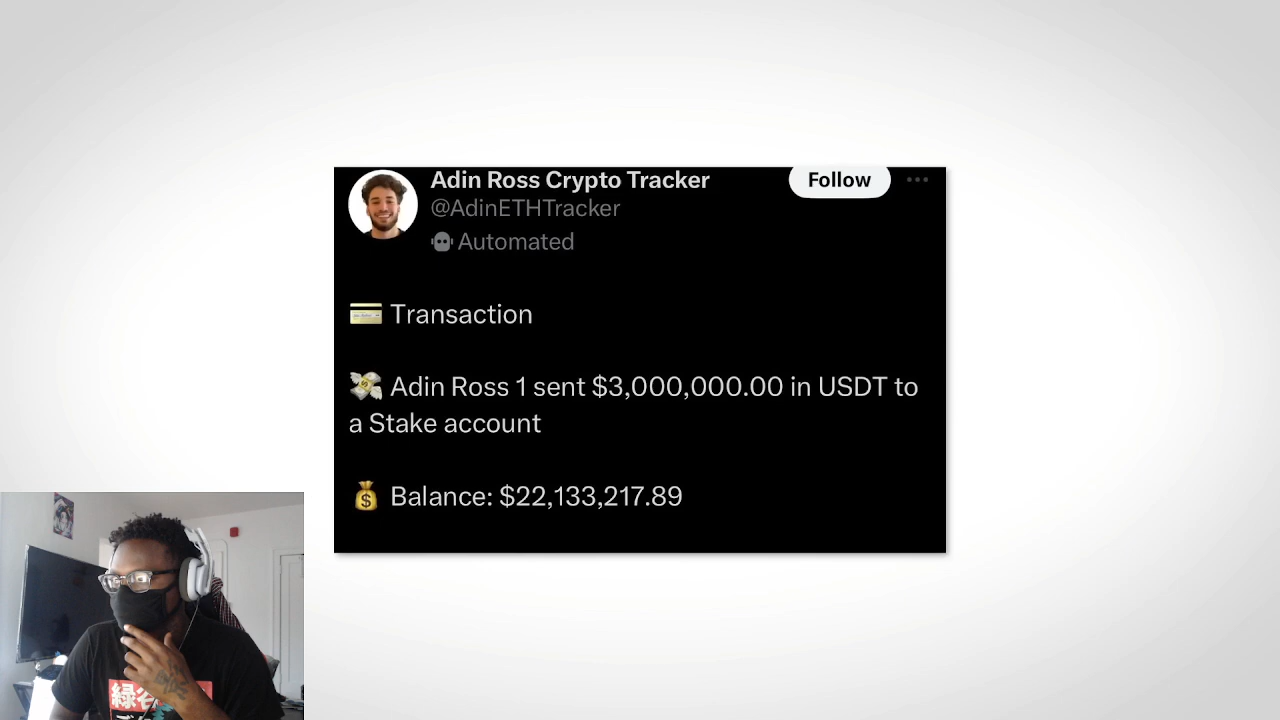 Adin Ross Crypto Tracker
Follow
@AdinETHTracker
Automated
Transaction
Adin Ross 1 sent $3,000,000.00 in USDT to
a Stake account
Balance: $22,133,217.89